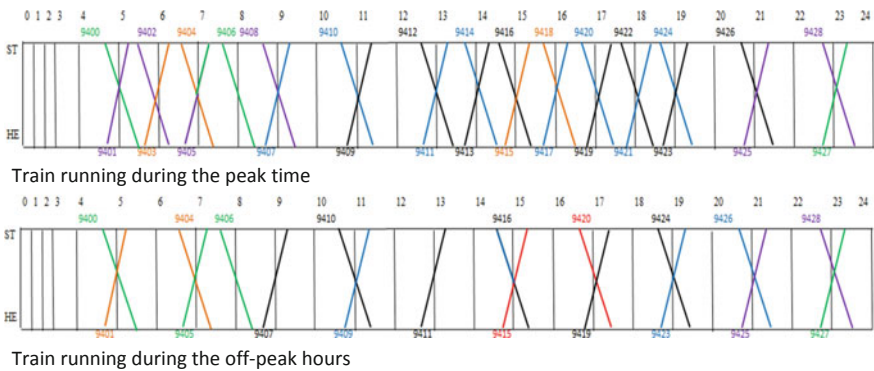 0 1 2 3 4 5 6 7 8 9 10 11 12 13 14 15 16 17 18 19 20 21 22 23 24
9400 9402 9404 9406 9408 9410 9412 9414 9416 9418 9420 9422 9424 9426 9428
ST
HE
9401 9403 9405 9407 9409 9411 9413 9415 9417 9419 9421 9423 9425 9427
Train running during the peak time
0 1 2 3 4 5 6 7 8 9 10 11 12 13 14 15 16 17 18 19 20 21 22 23 24
9400 9404 9406 9410 9416 9420 9424 9426 9428
ST
HE
9401 9405 9407 9409 9411 9415 9419 9423 9425 9427
Train running during the off-peak hours